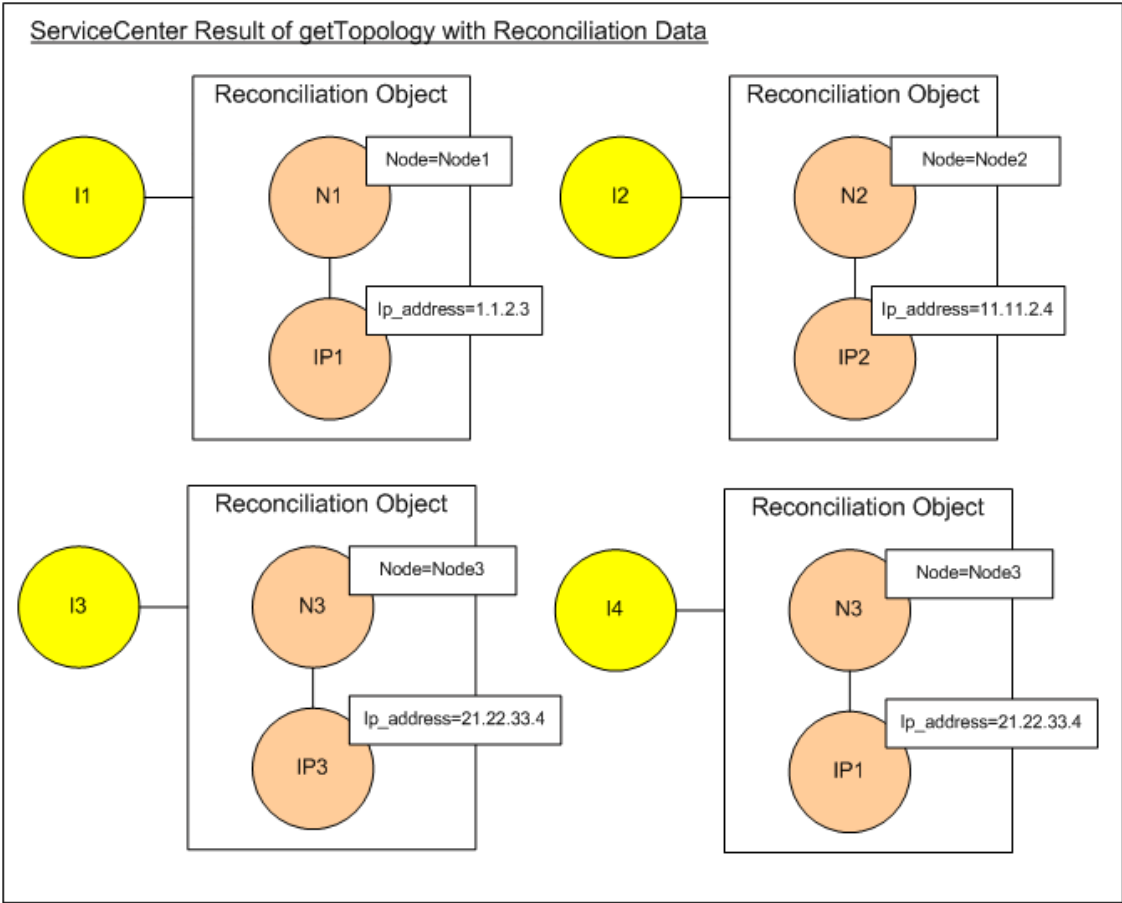 ServiceCenter Result of getTopology with Reconciliation Data
Reconciliation Object
Node=Node1
I1
N1
Ip_address=1.1.2.3
IP1
Reconciliation Object
Node=Node2
I2
N2
Ip_address=11.11.2.4
IP2
Reconciliation Object
Node=Node3
I3
N3
Ip_address=21.22.33.4
IP3
Reconciliation Object
Node=Node3
I4
N3
Ip_address=21.22.33.4
IP1